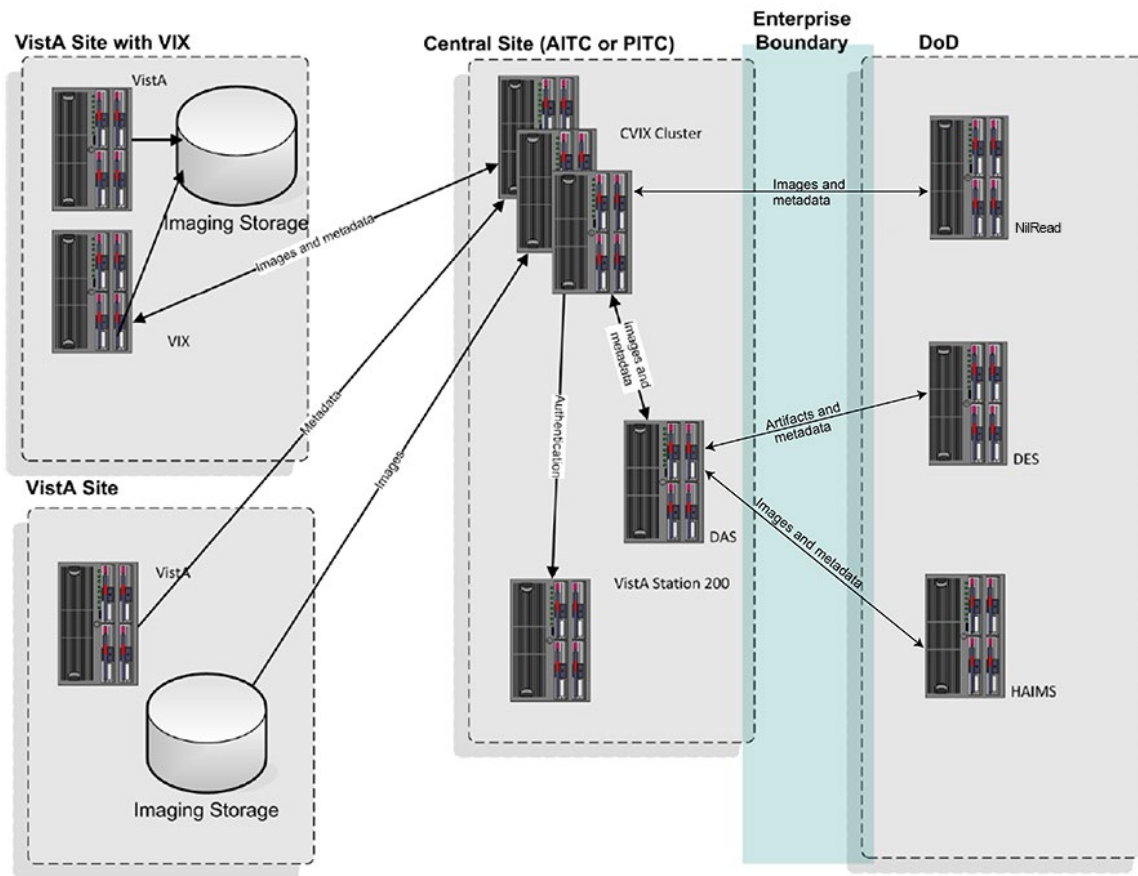 VistA Site with VIX
VistA
Imaging Storage
VIX
Images and metadata
Central Site (AITC or PITC)
CVIX Cluster
Enterprise
Boundary
DoD
Images and
metadata
NilRead
Images and
metadata
Metadata
Images
Authentication
Artifacts and
metadata
DES
DAS
Images and metadata
VistA Station 200
HAIMS
VistA Site
VistA
Imaging Storage